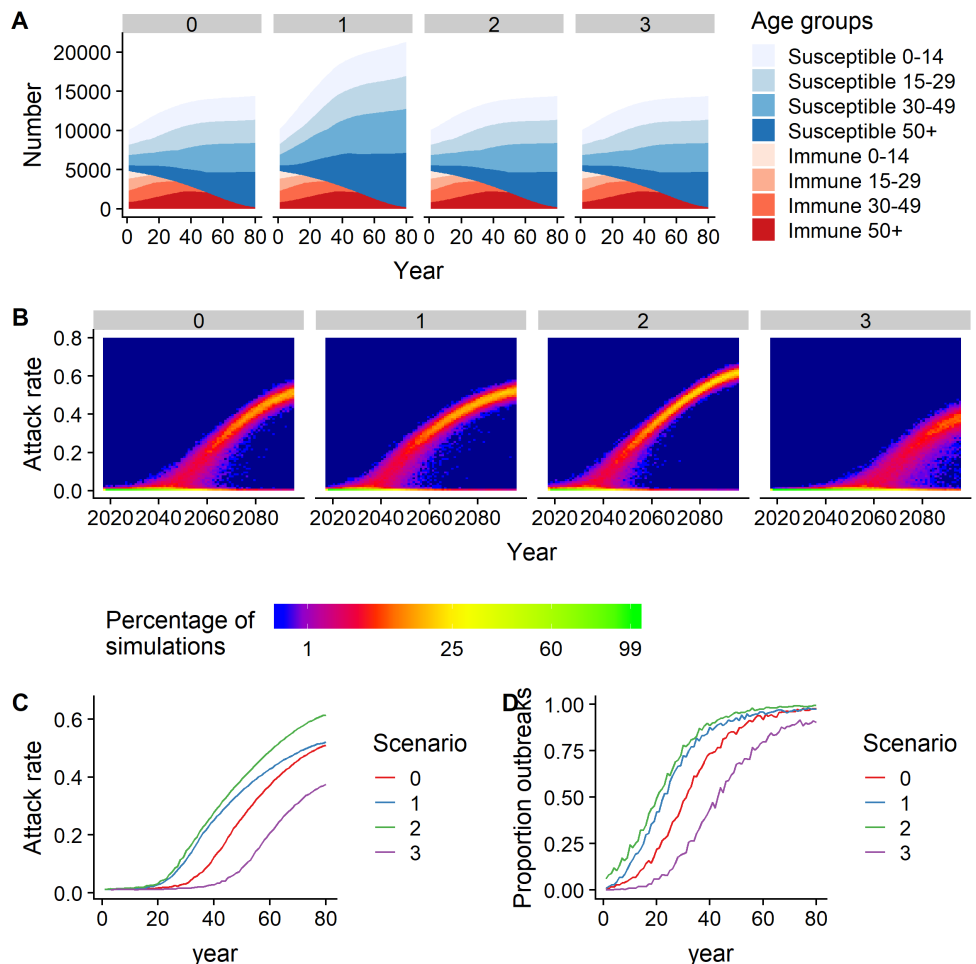 A
0 1 2 3
Number
20000
15000
10000
5000
0
0 20 40 60 80 0 20 40 60 80 0 20 40 60 80 0 20 40 60 80
Year
Age groups
Susceptible 0-14
Susceptible 15-29
Susceptible 30-49
Susceptible 50+
Immune 0-14
Immune 15-29
Immune 30-49
Immune 50+
B
0 1 2 3
Attack rate
0.8
0.6
0.4
0.2
0.0
2020 2040 2060 2080 2020 2040 2060 2080 2020 2040 2060 2080 2020 2040 2060 2080
Year
Percentage of
simulations
1 25 60 99
C
Attack rate
0.6
0.4
0.2
0.0
0 20 40 60 80
year
Scenario
0
1
2
3
D
Proportion outbreaks
1.00
0.75
0.50
0.25
0.00
0 20 40 60 80
year
Scenario
0
1
2
3